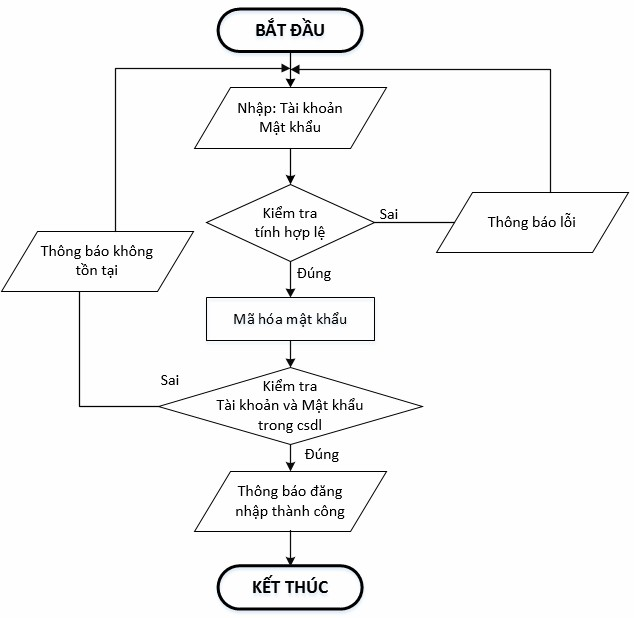 BẮT ĐẦU
Nhập: Tài khoản
Mật khẩu
Kiểm tra
tính hợp lệ
Sai
Thông báo lỗi
Thông báo không
tồn tại
Đúng
Mã hóa mật khẩu
Sai
Kiểm tra
Tài khoản và Mật khẩu
trong csdl
Đúng
Thông báo đăng
nhập thành công
KẾT THÚC